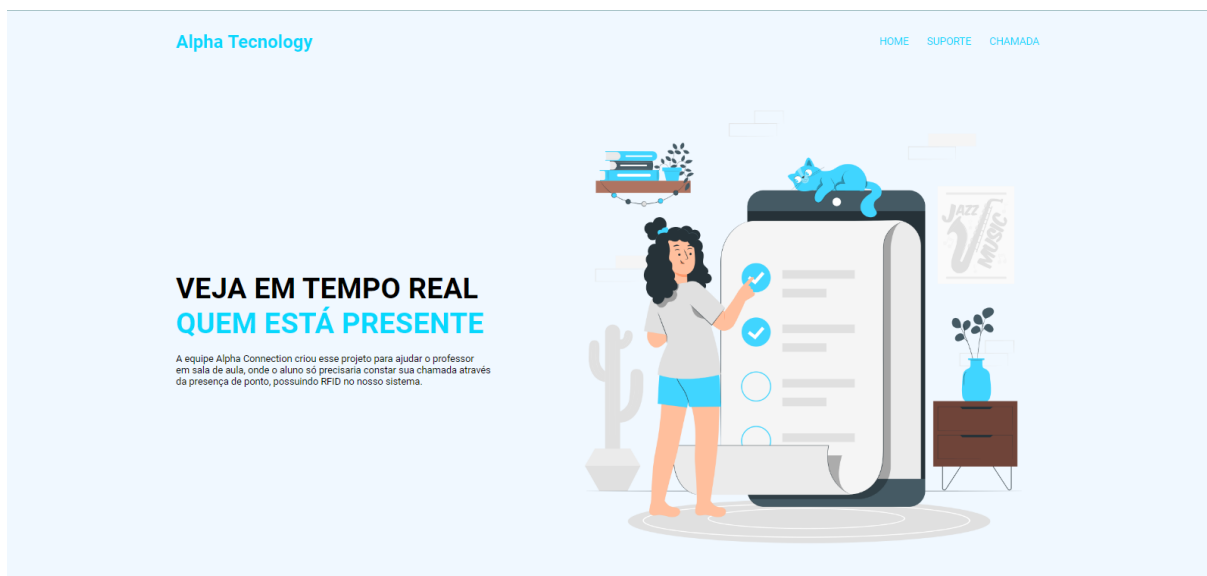 Alpha Tecnology
HOME SUPORTE CHAMADA
JAZZ
MUSIC
VEJA EM TEMPO REAL
QUEM ESTÁ PRESENTE
A equipe Alpha Connection criou esse projeto para ajudar o professor
em sala de aula, onde o aluno só precisaria constar sua chamada através
da presença de ponto, possuindo RFID no nosso sistema.